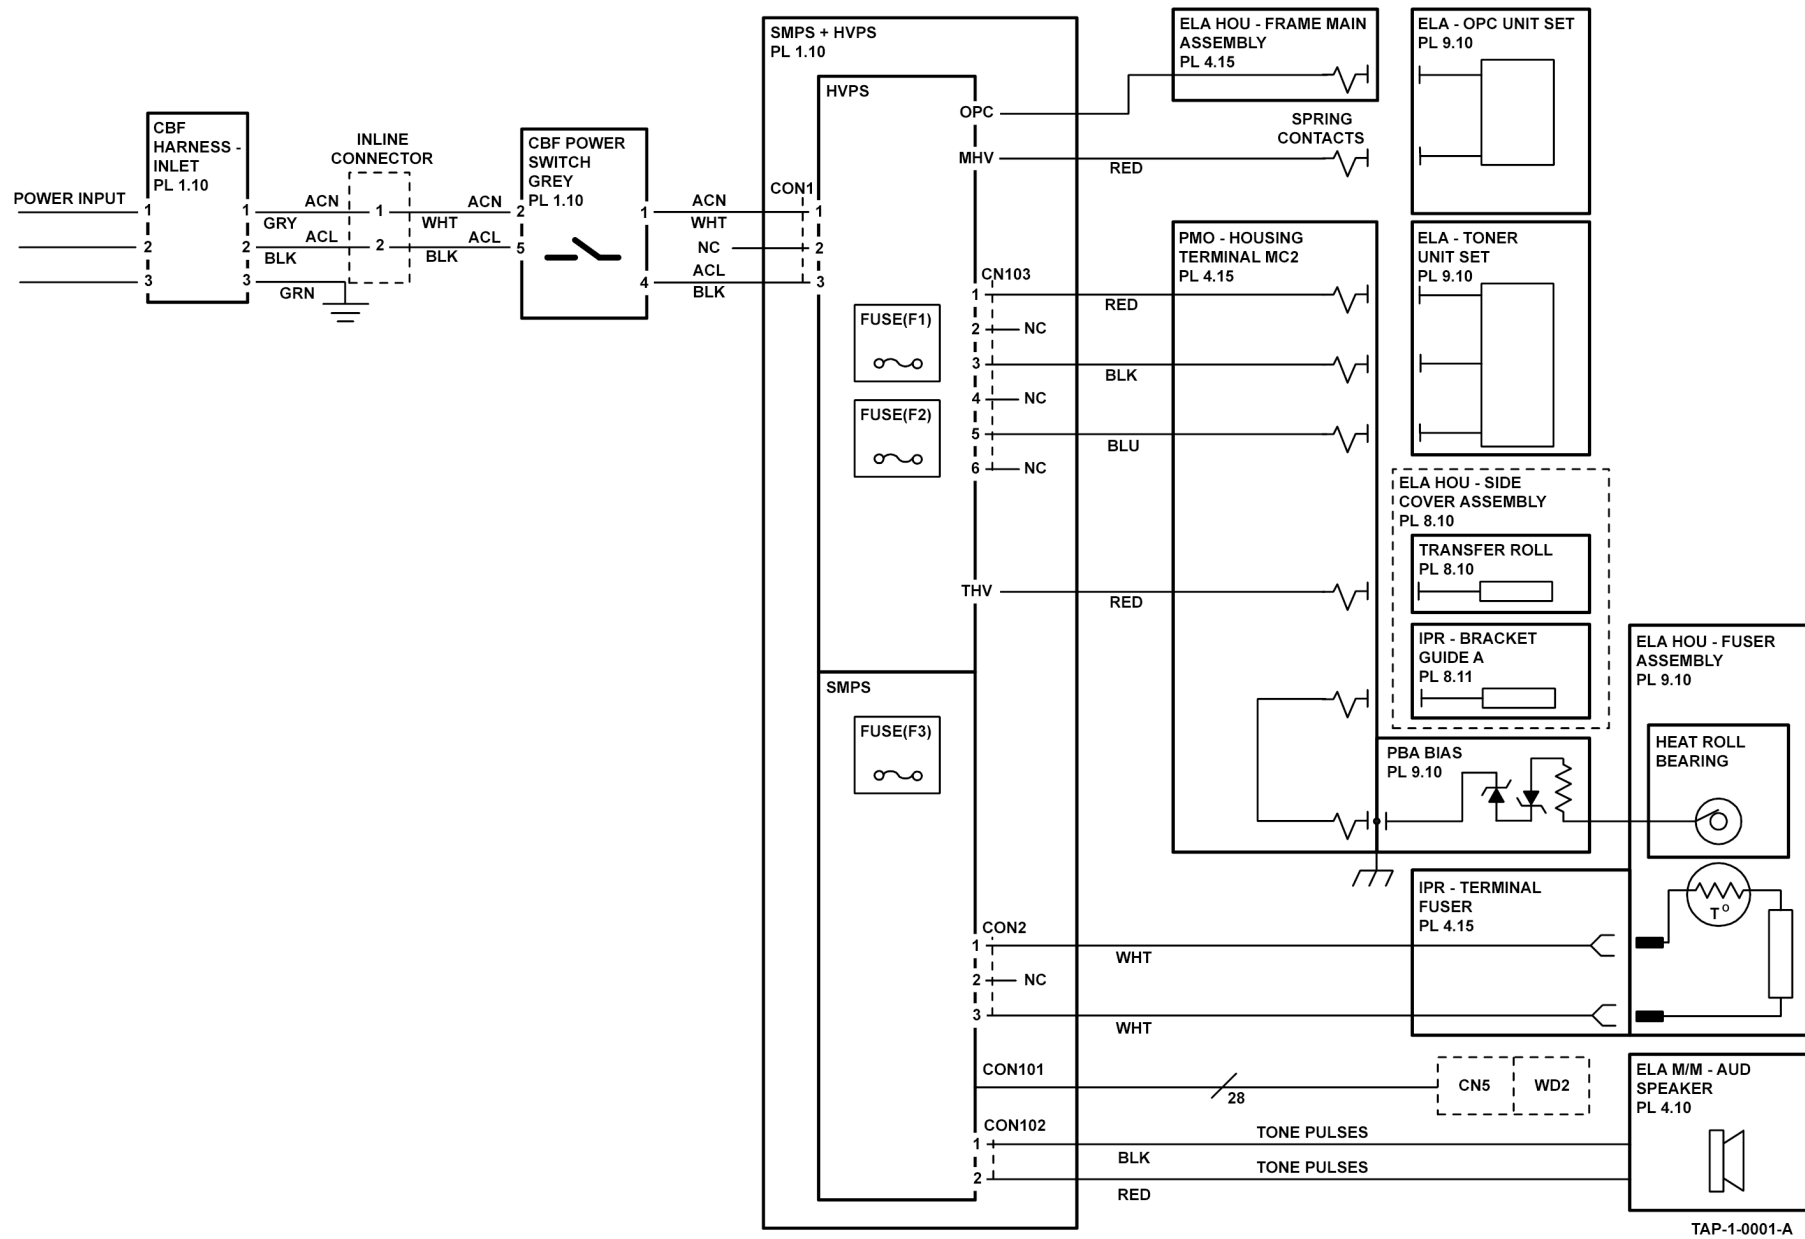 POWER INPUT
CBF
HARNESS -
INLET
PL 1.10
1
2
3
1
2
3
ACN
GRY
ACL
BLK
GRN
INLINE
CONNECTOR
1
2
ACN
WHT
ACL
BLK
CBF POWER
SWITCH
GREY
PL 1.10
2
5
1
4
ACN
WHT
NC
ACL
BLK
SMPS + HVPS
PL 1.10
CON1
1
2
3
HVPS
FUSE(F1)
FUSE(F2)
OPC
MHV
RED
CN103
1
RED
2
NC
3
BLK
4
NC
5
BLU
6
NC
THV
RED
SMPS
FUSE(F3)
CON2
1
WHT
2
NC
3
WHT
CON101
28
CN5
WD2
CON102
1
TONE PULSES
BLK
2
TONE PULSES
RED
ELA HOU - FRAME MAIN
ASSEMBLY
PL 4.15
SPRING
CONTACTS
ELA - OPC UNIT SET
PL 9.10
PMO - HOUSING
TERMINAL MC2
PL 4.15
ELA - TONER
UNIT SET
PL 9.10
ELA HOU - SIDE
COVER ASSEMBLY
PL 8.10
TRANSFER ROLL
PL 8.10
IPR - BRACKET
GUIDE A
PL 8.11
PBA BIAS
PL 9.10
ELA HOU - FUSER
ASSEMBLY
PL 9.10
HEAT ROLL
BEARING
T°
IPR - TERMINAL
FUSER
PL 4.15
ELA M/M - AUD
SPEAKER
PL 4.10
TAP-1-0001-A